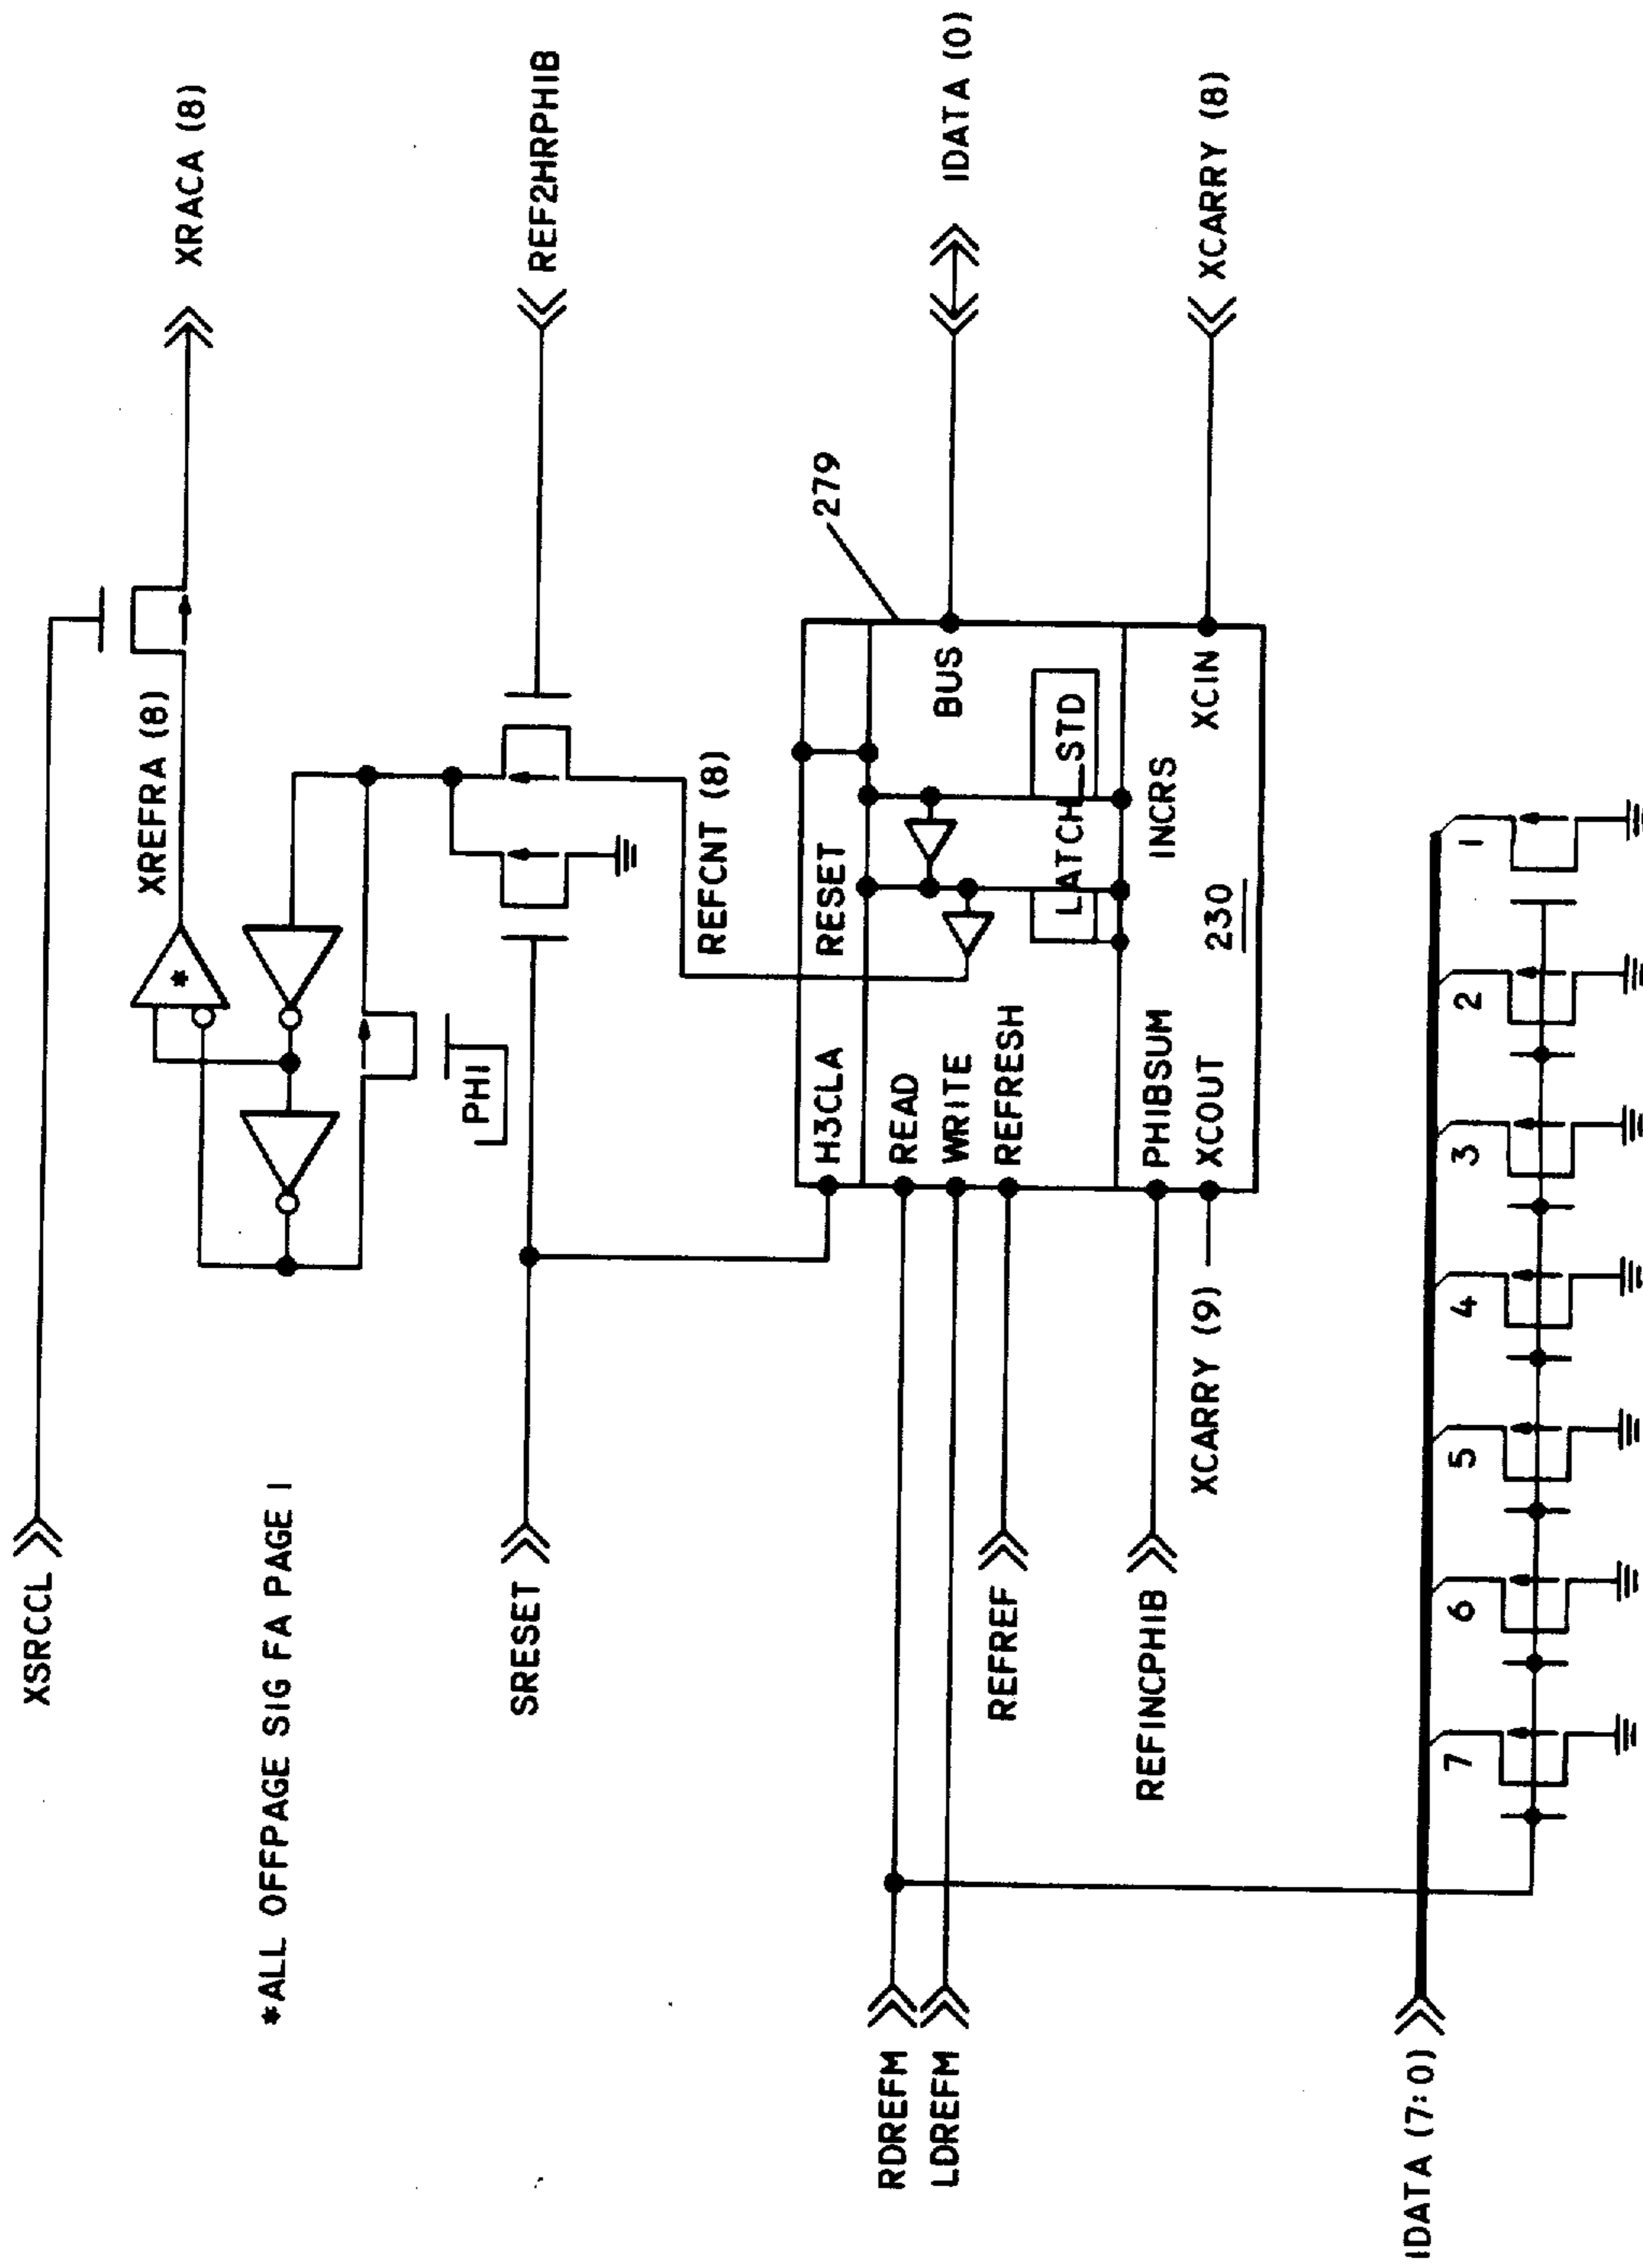 XSRCCL
XREFRA (8)
XRACA (8)
*
*ALL OFFPAGE SIG FA PAGE 1
PHI
SRESET
REF2HRPHIB
REFCNT (8)
279
H3CLA
RESET
READ
WRITE
REFRESH
BUS
IDATA (0)
LATCH_STD
PHIBSUM
INCRS
XCOUT
230
XCIN
XCARRY (8)
RDREFM
LDREFM
REFREF
REFINCPHIB
XCARRY (9)
IDATA (7:0)
7
6
5
4
3
2
1